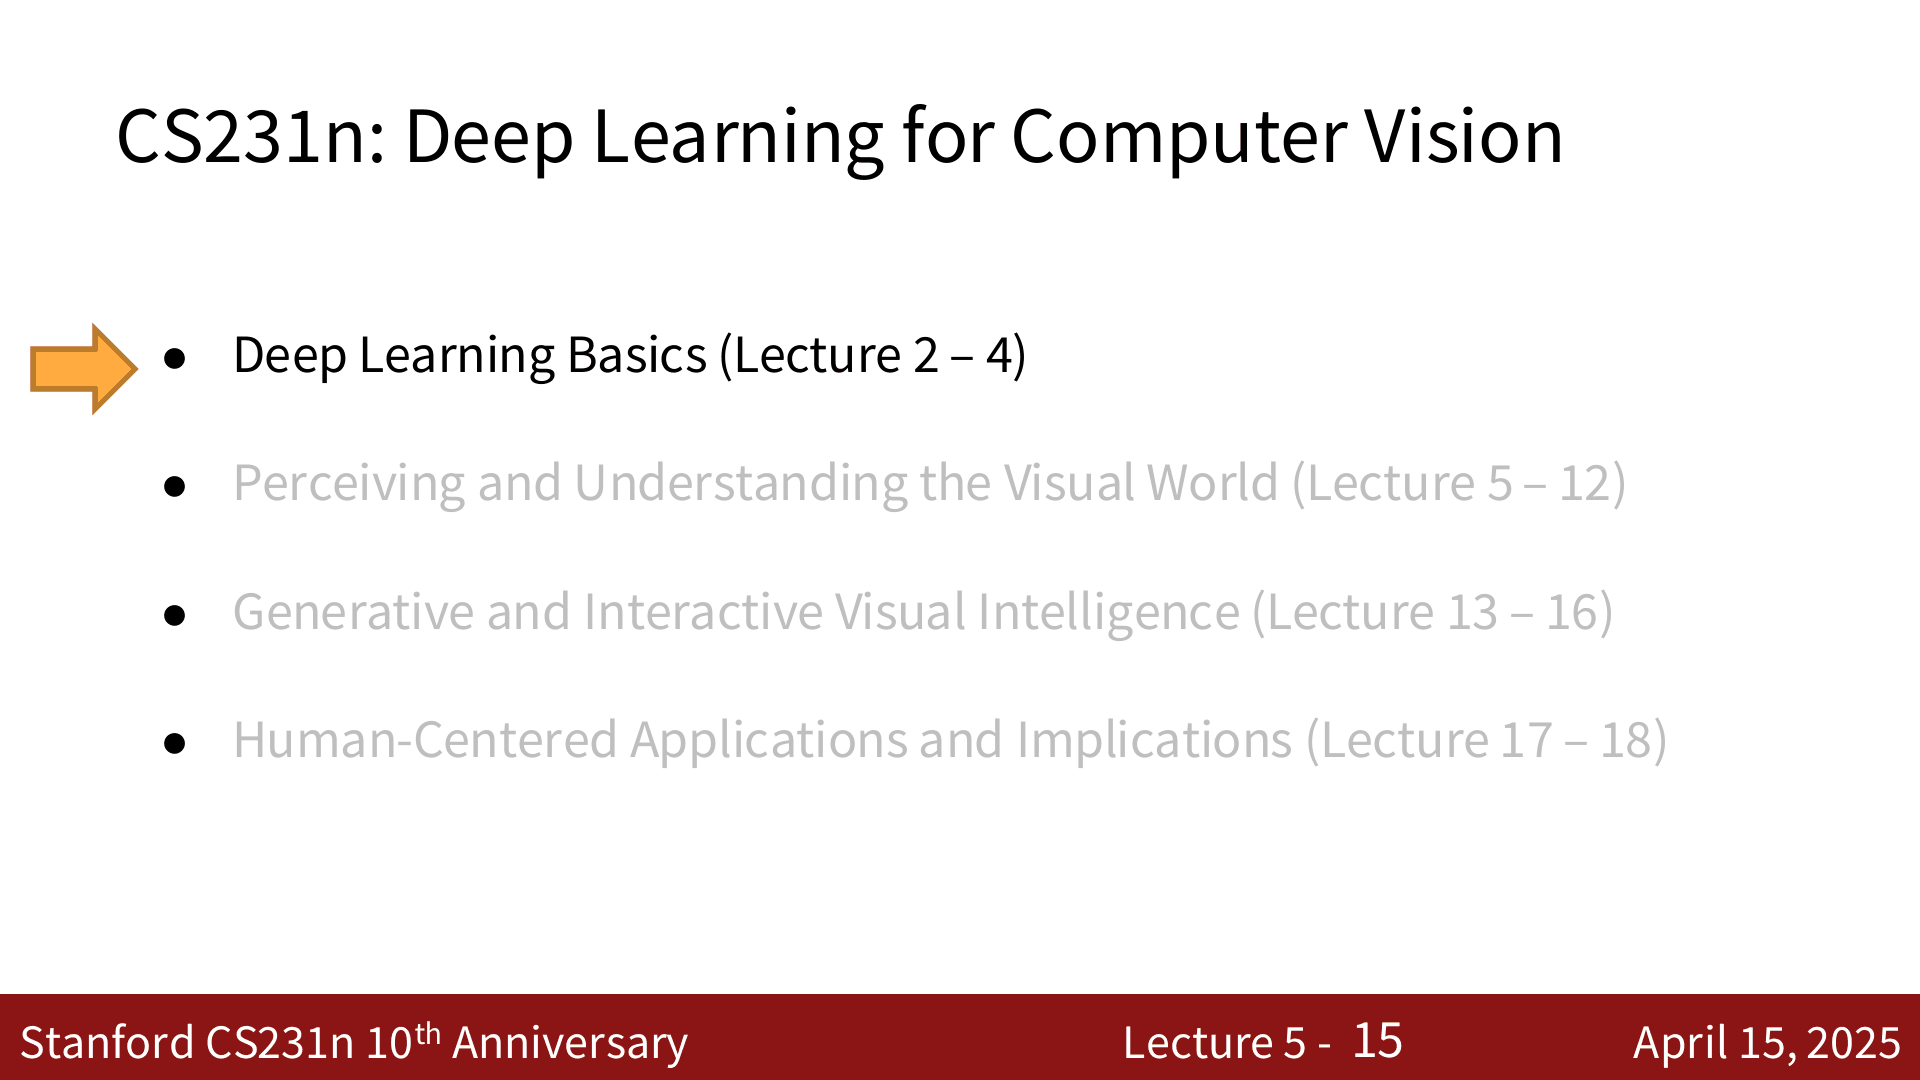 CS231n: Deep Learning for Computer Vision
● Deep Learning Basics (Lecture 2 – 4)
● Perceiving and Understanding the Visual World (Lecture 5 – 12)
● Generative and Interactive Visual Intelligence (Lecture 13 – 16)
● Human-Centered Applications and Implications (Lecture 17 – 18)
Stanford CS231n 10th Anniversary Lecture 5 - 15 April 15, 2025